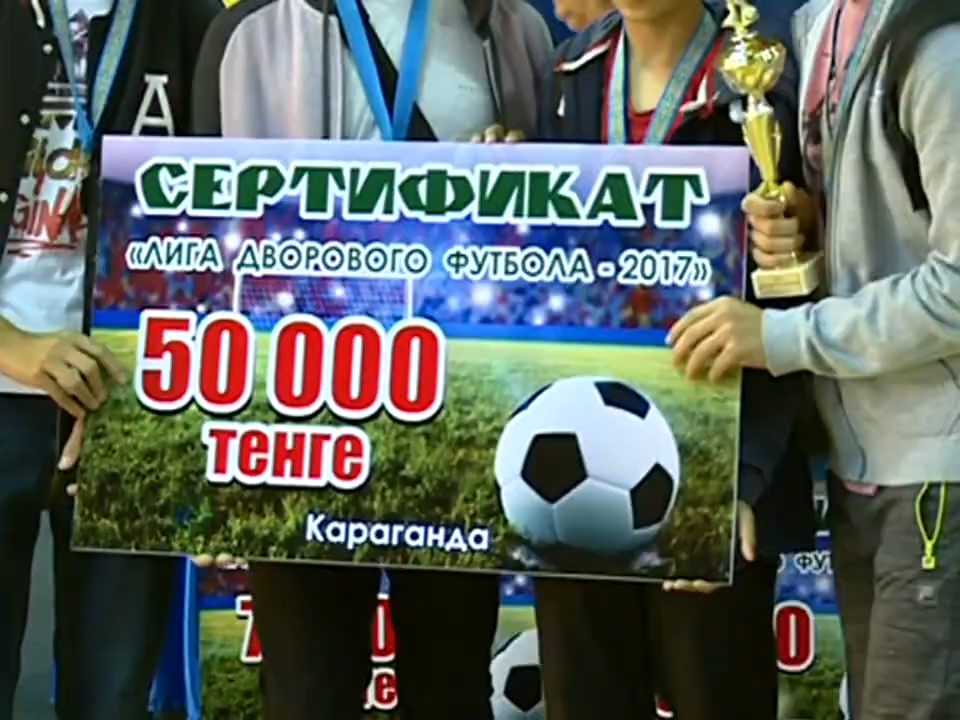 СЕРТИФИКАТ
«ЛИГА ДВОРОВОГО ФУТБОЛА - 2017»
50 000
тенге
Караганда
A